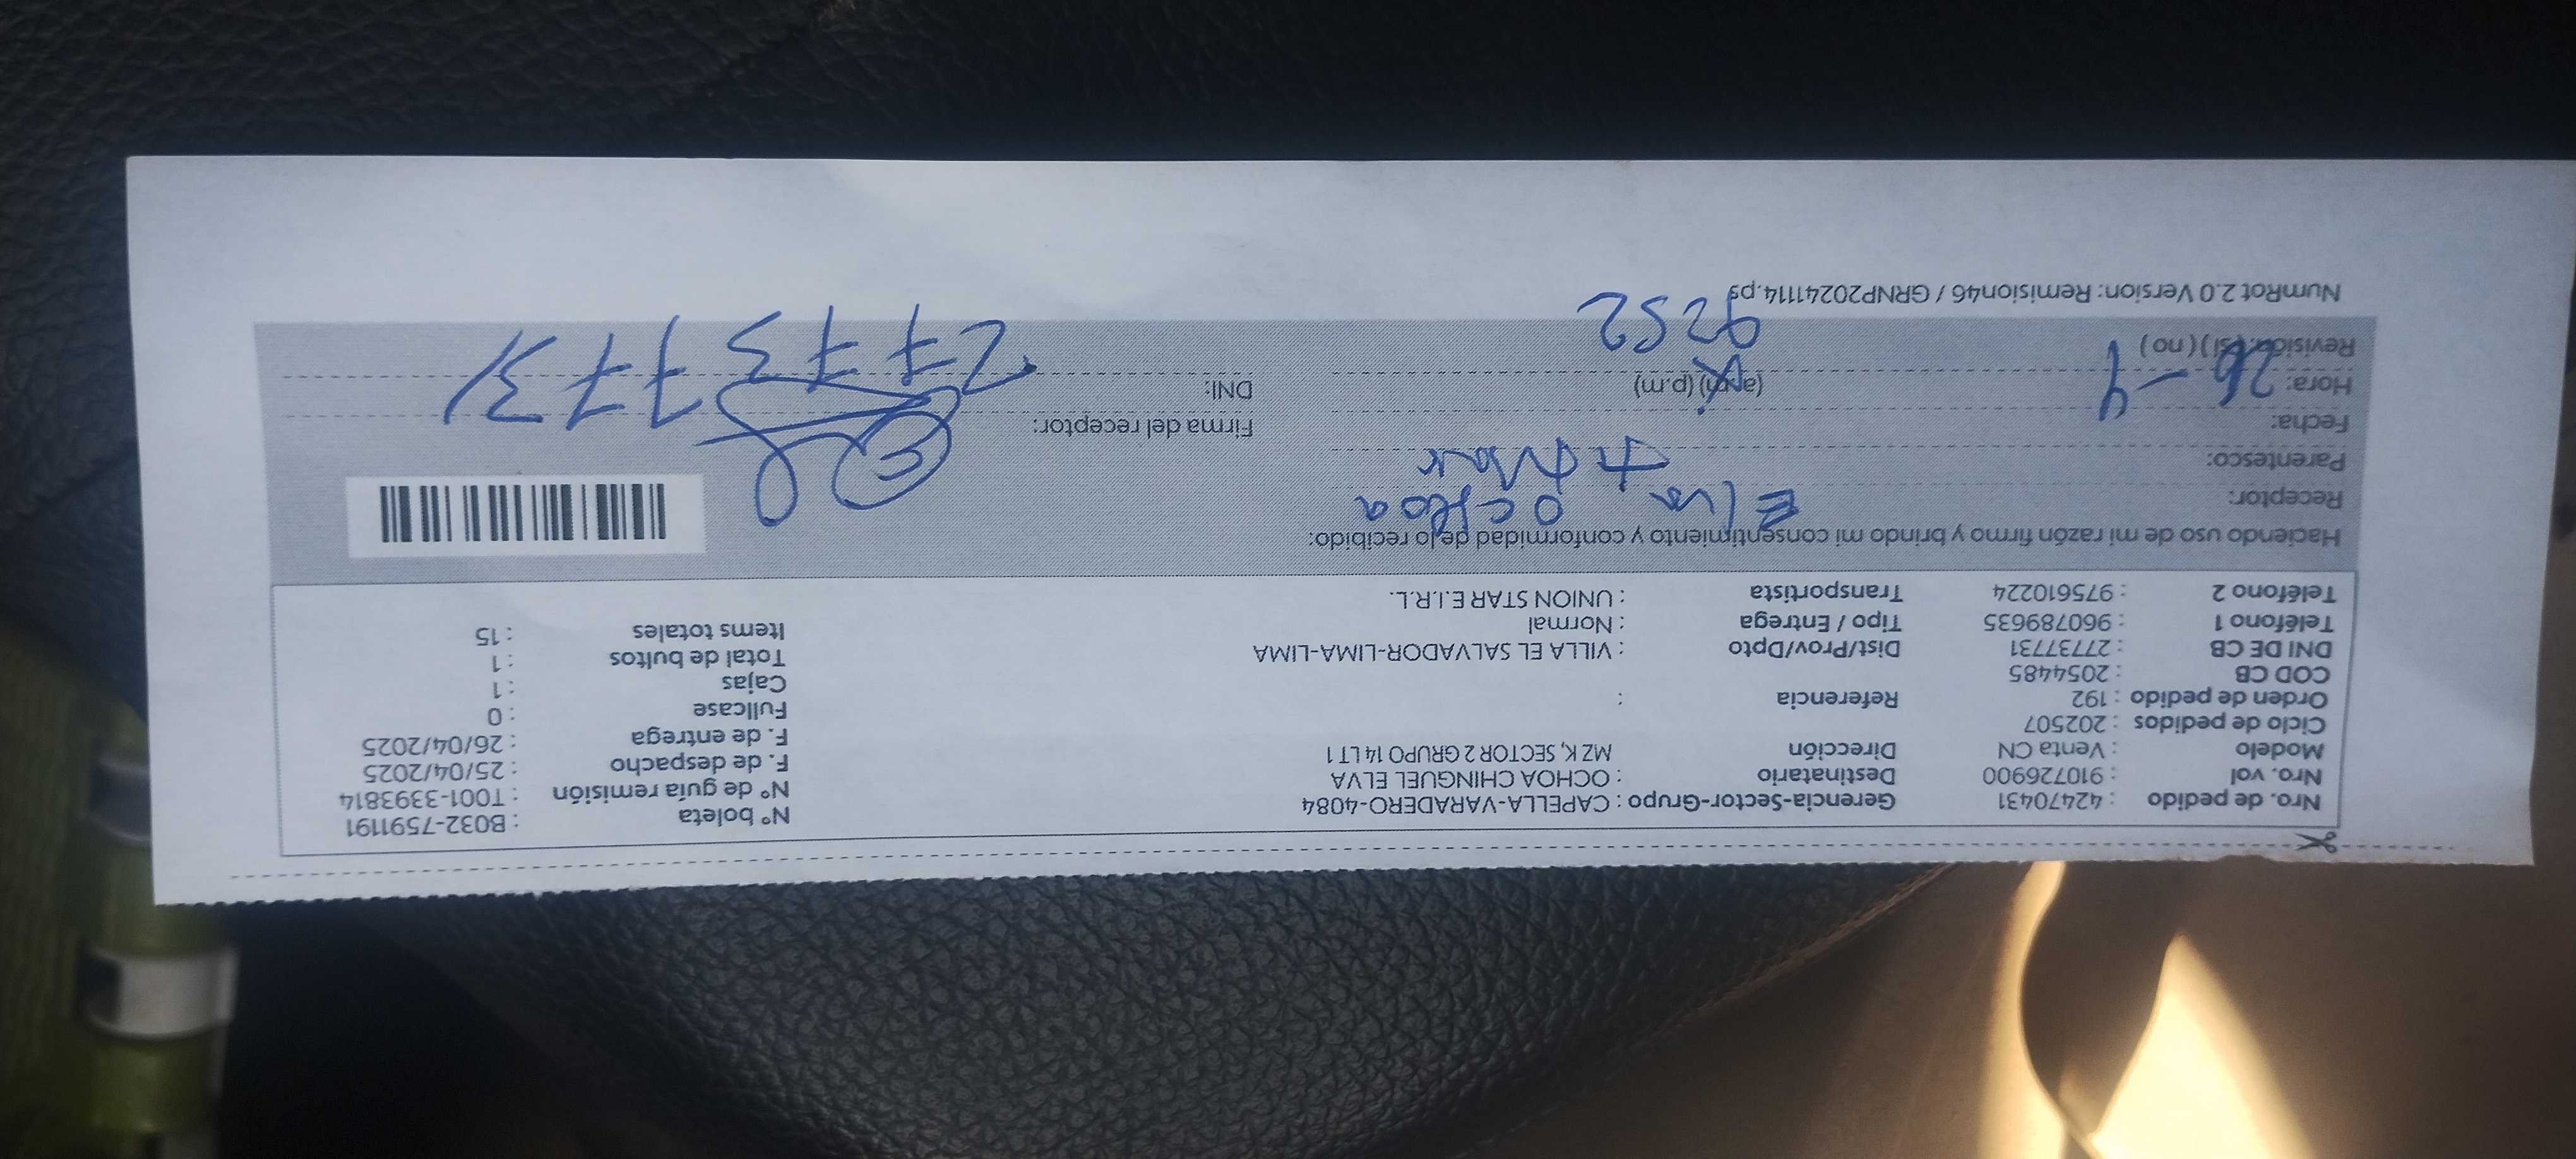 Nro. de pedido : 42470431 Gerencia-Sector-Grupo : CAPELLA-VARADERO-4084 N° boleta : B032-7591191
Nro. vol : 910726900 Destinatario : OCHOA CHINGUEL ELVA N° de guía remisión : T001-3393814
Modelo : Venta CN Dirección MZ K, SECTOR 2 GRUPO 14 LT 1 F. de despacho : 25/04/2025
Ciclo de pedidos : 202507 F. de entrega : 26/04/2025
Orden de pedido : 192 Referencia : Fullcase : 0
COD CB : 2054485 Cajas : 1
DNI DE CB : 27737731 Dist/Prov/Dpto : VILLA EL SALVADOR-LIMA-LIMA Total de bultos : 1
Teléfono 1 : 960789635 Tipo / Entrega : Normal Items totales : 15
Teléfono 2 : 975610224 Transportista : UNION STAR E.I.R.L.
Haciendo uso de mi razón firmo y brindo mi consentimiento y conformidad de lo recibido:
Receptor: Elva Ochoa
Parentesco: titular
Fecha: 26-4 Firma del receptor:
Hora: (a.m) (p.m) DNI: 27737731
Revisión: (si) ( no ) 9252
NumRot 2.0 Version: Remision46 / GRNP20241114.ps